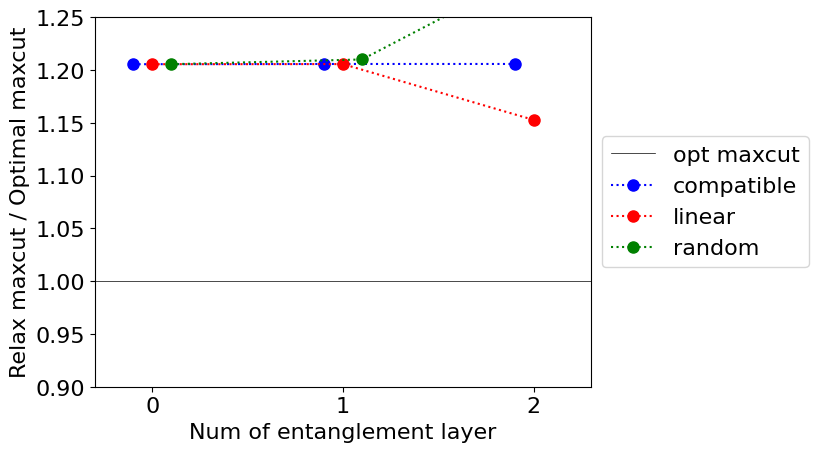 Relax maxcut / Optimal maxcut
1.25
1.20
1.15
1.10
1.05
1.00
0.95
0.90
0
1
2
Num of entanglement layer
opt maxcut
compatible
linear
random